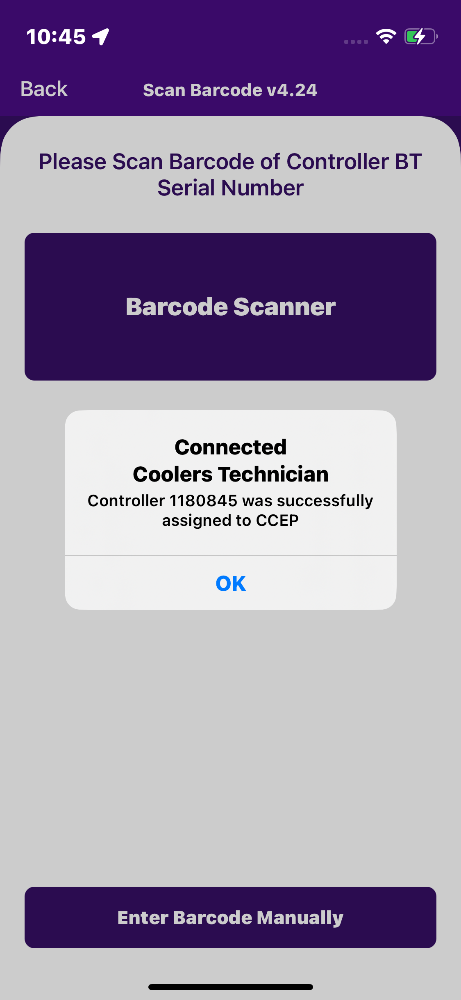 10:45
Back
Scan Barcode v4.24
Please Scan Barcode of Controller BT
Serial Number
Barcode Scanner
Connected
Coolers Technician
Controller 1180845 was successfully
assigned to CCEP
OK
Enter Barcode Manually